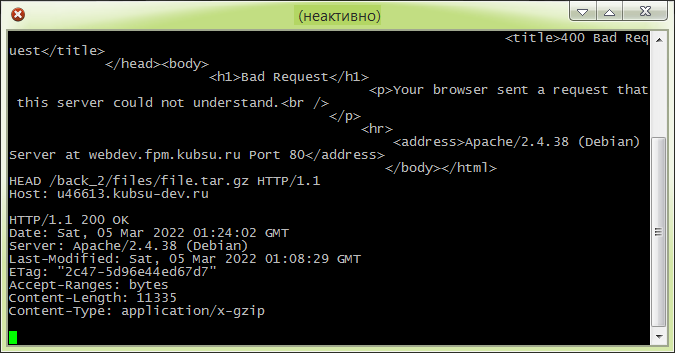 (неактивно)
<title>400 Bad Req
uest</title>
</head><body>
<h1>Bad Request</h1>
<p>Your browser sent a request that
this server could not understand.<br />
</p>
<hr>
<address>Apache/2.4.38 (Debian)
Server at webdev.fpm.kubsu.ru Port 80</address>
</body></html>
HEAD /back_2/files/file.tar.gz HTTP/1.1
Host: u46613.kubsu-dev.ru
HTTP/1.1 200 OK
Date: Sat, 05 Mar 2022 01:24:02 GMT
Server: Apache/2.4.38 (Debian)
Last-Modified: Sat, 05 Mar 2022 01:08:29 GMT
ETag: "2c47-5d96e44ed67d7"
Accept-Ranges: bytes
Content-Length: 11335
Content-Type: application/x-gzip